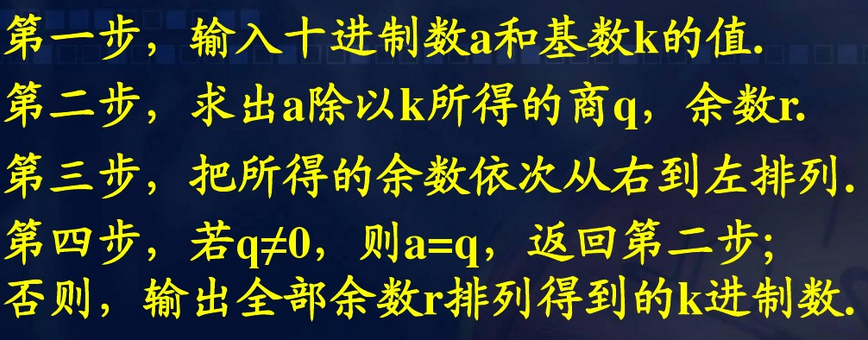 第一步，输入十进制数a和基数k的值.
第二步，求出a除以k所得的商q，余数r.
第三步，把所得的余数依次从右到左排列.
第四步，若q≠0，则a=q，返回第二步；
否则，输出全部余数r排列得到的k进制数.